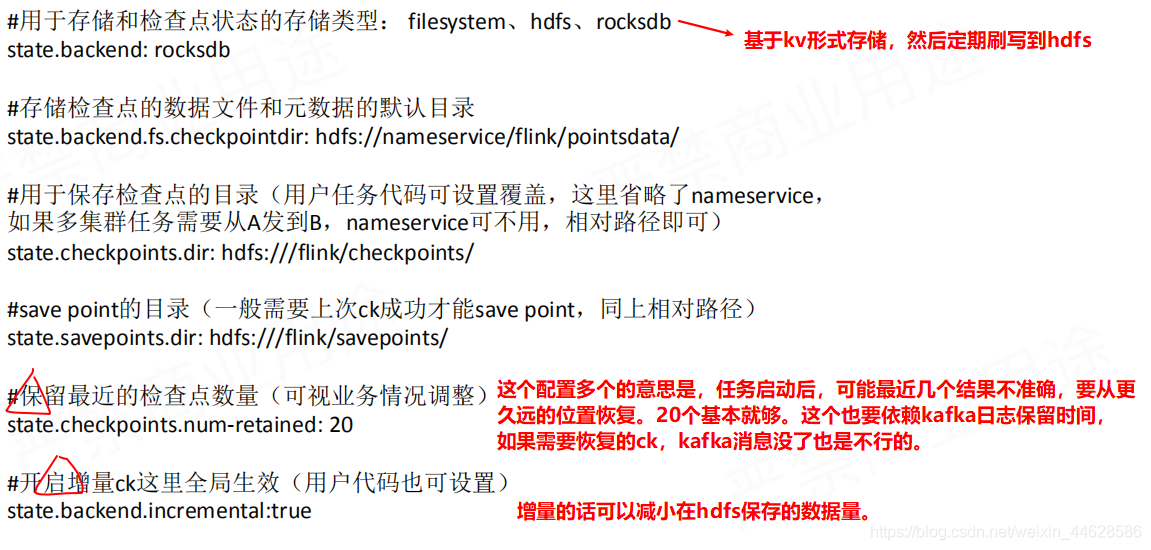 #用于存储和检查点状态的存储类型： filesystem、hdfs、rocksdb
state.backend: rocksdb
基于kv形式存储，然后定期刷写到hdfs
#存储检查点的数据文件和元数据的默认目录
state.backend.fs.checkpointdir: hdfs://nameservice/flink/pointsdata/
#用于保存检查点的目录（用户任务代码可设置覆盖，这里省略了nameservice，
如果多集群任务需要从A发到B，nameservice可不用，相对路径即可）
state.checkpoints.dir: hdfs:///flink/checkpoints/
#save point的目录（一般需要上次ck成功才能save point，同上相对路径）
state.savepoints.dir: hdfs:///flink/savepoints/
#保留最近的检查点数量（可视业务情况调整）
state.checkpoints.num-retained: 20
这个配置多个的意思是，任务启动后，可能最近几个结果不准确，要从更
久远的位置恢复。20个基本就够。这个也要依赖kafka日志保留时间，
如果需要恢复的ck，kafka消息没了也是不行的。
#开启增量ck这里全局生效（用户代码也可设置）
state.backend.incremental:true
增量的话可以减小在hdfs保存的数据量。
严禁商业用途
https://blog.csdn.net/weixin_44628586